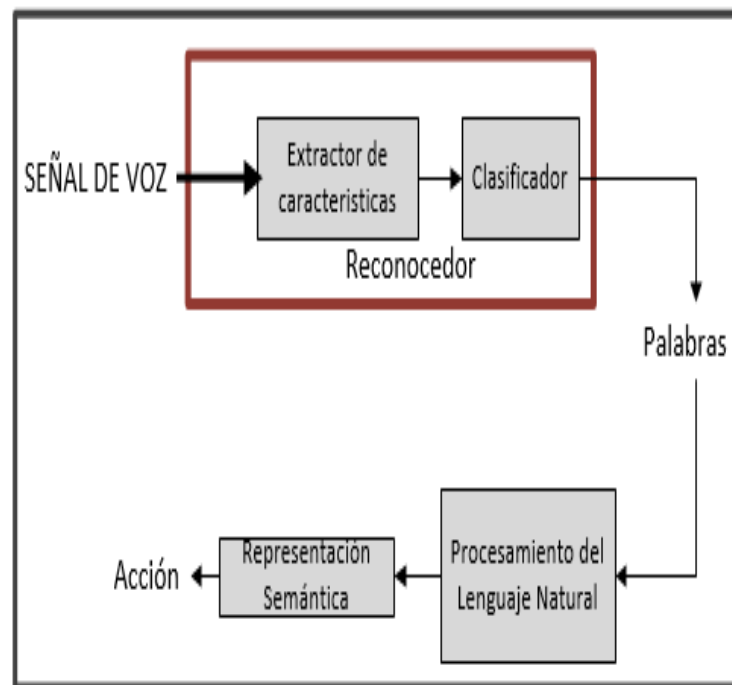 SEÑAL DE VOZ
Extractor de
caracteristicas
Clasificador
Reconocedor
Palabras
Procesamiento del
Lenguaje Natural
Representación
Semántica
Acción